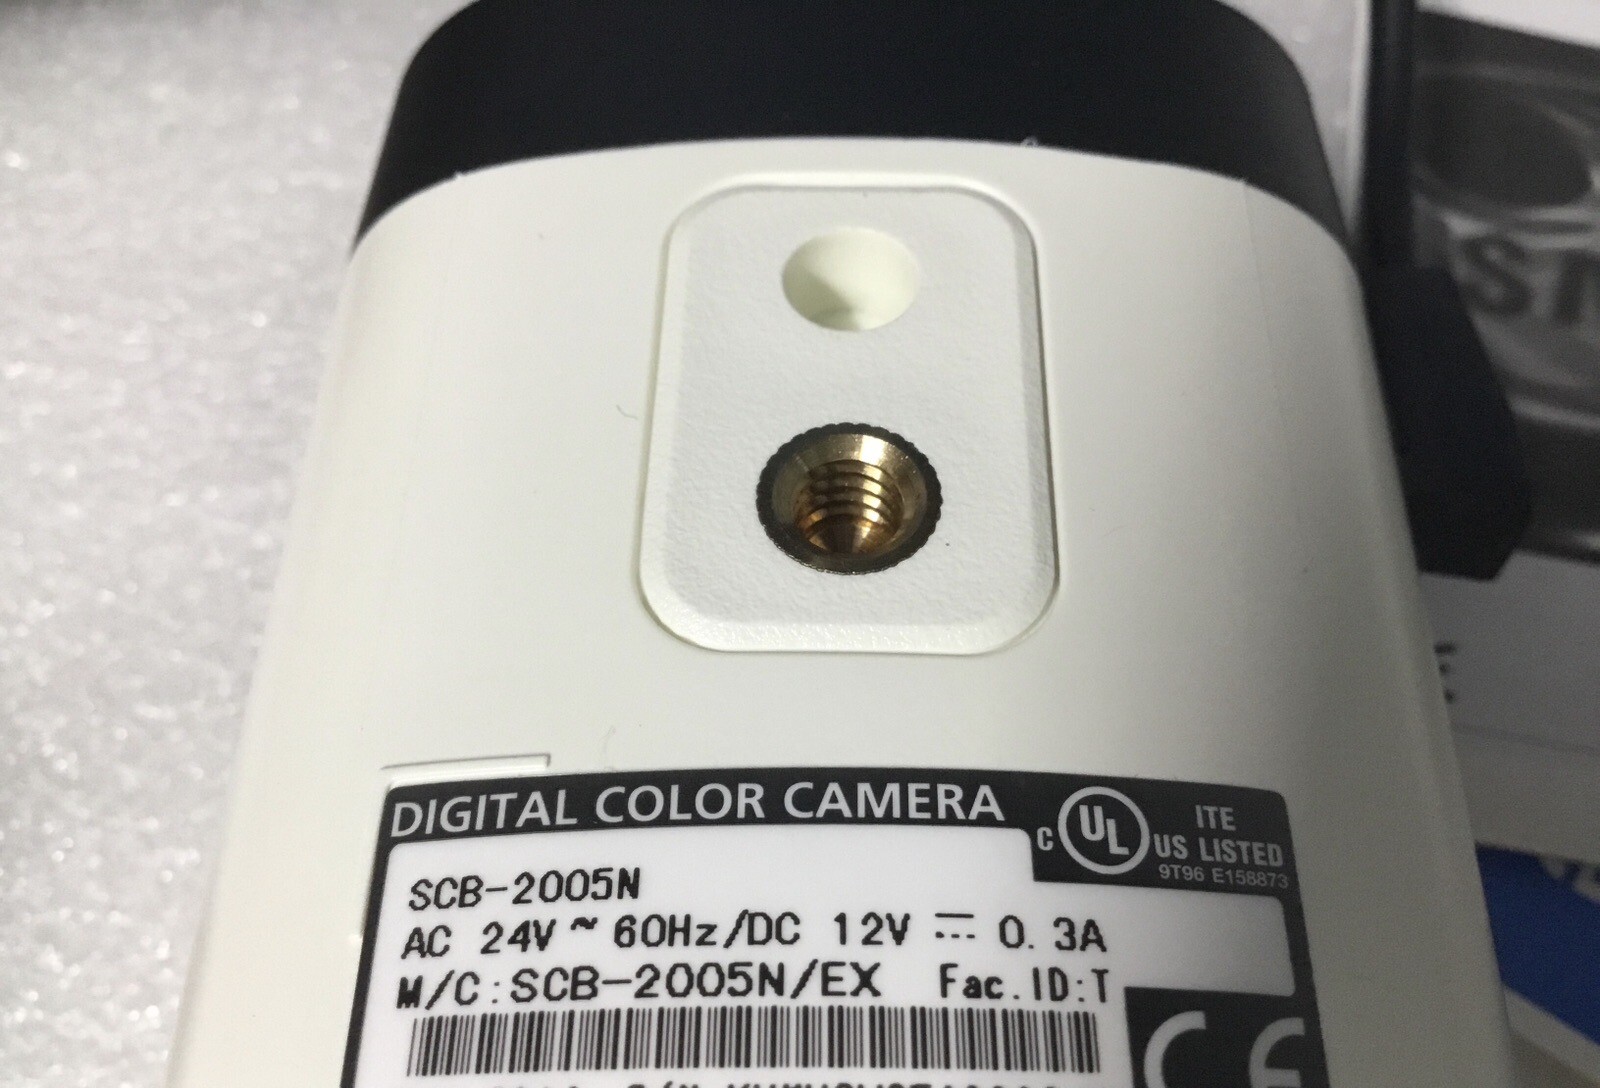 DIGITAL COLOR CAMERA
C UL US ITE LISTED
9T96 E158873
SCB-2005N
AC 24V ~ 60Hz/DC 12V ⎓ 0.3A
M/C:SCB-2005N/EX Fac.ID:T
CE